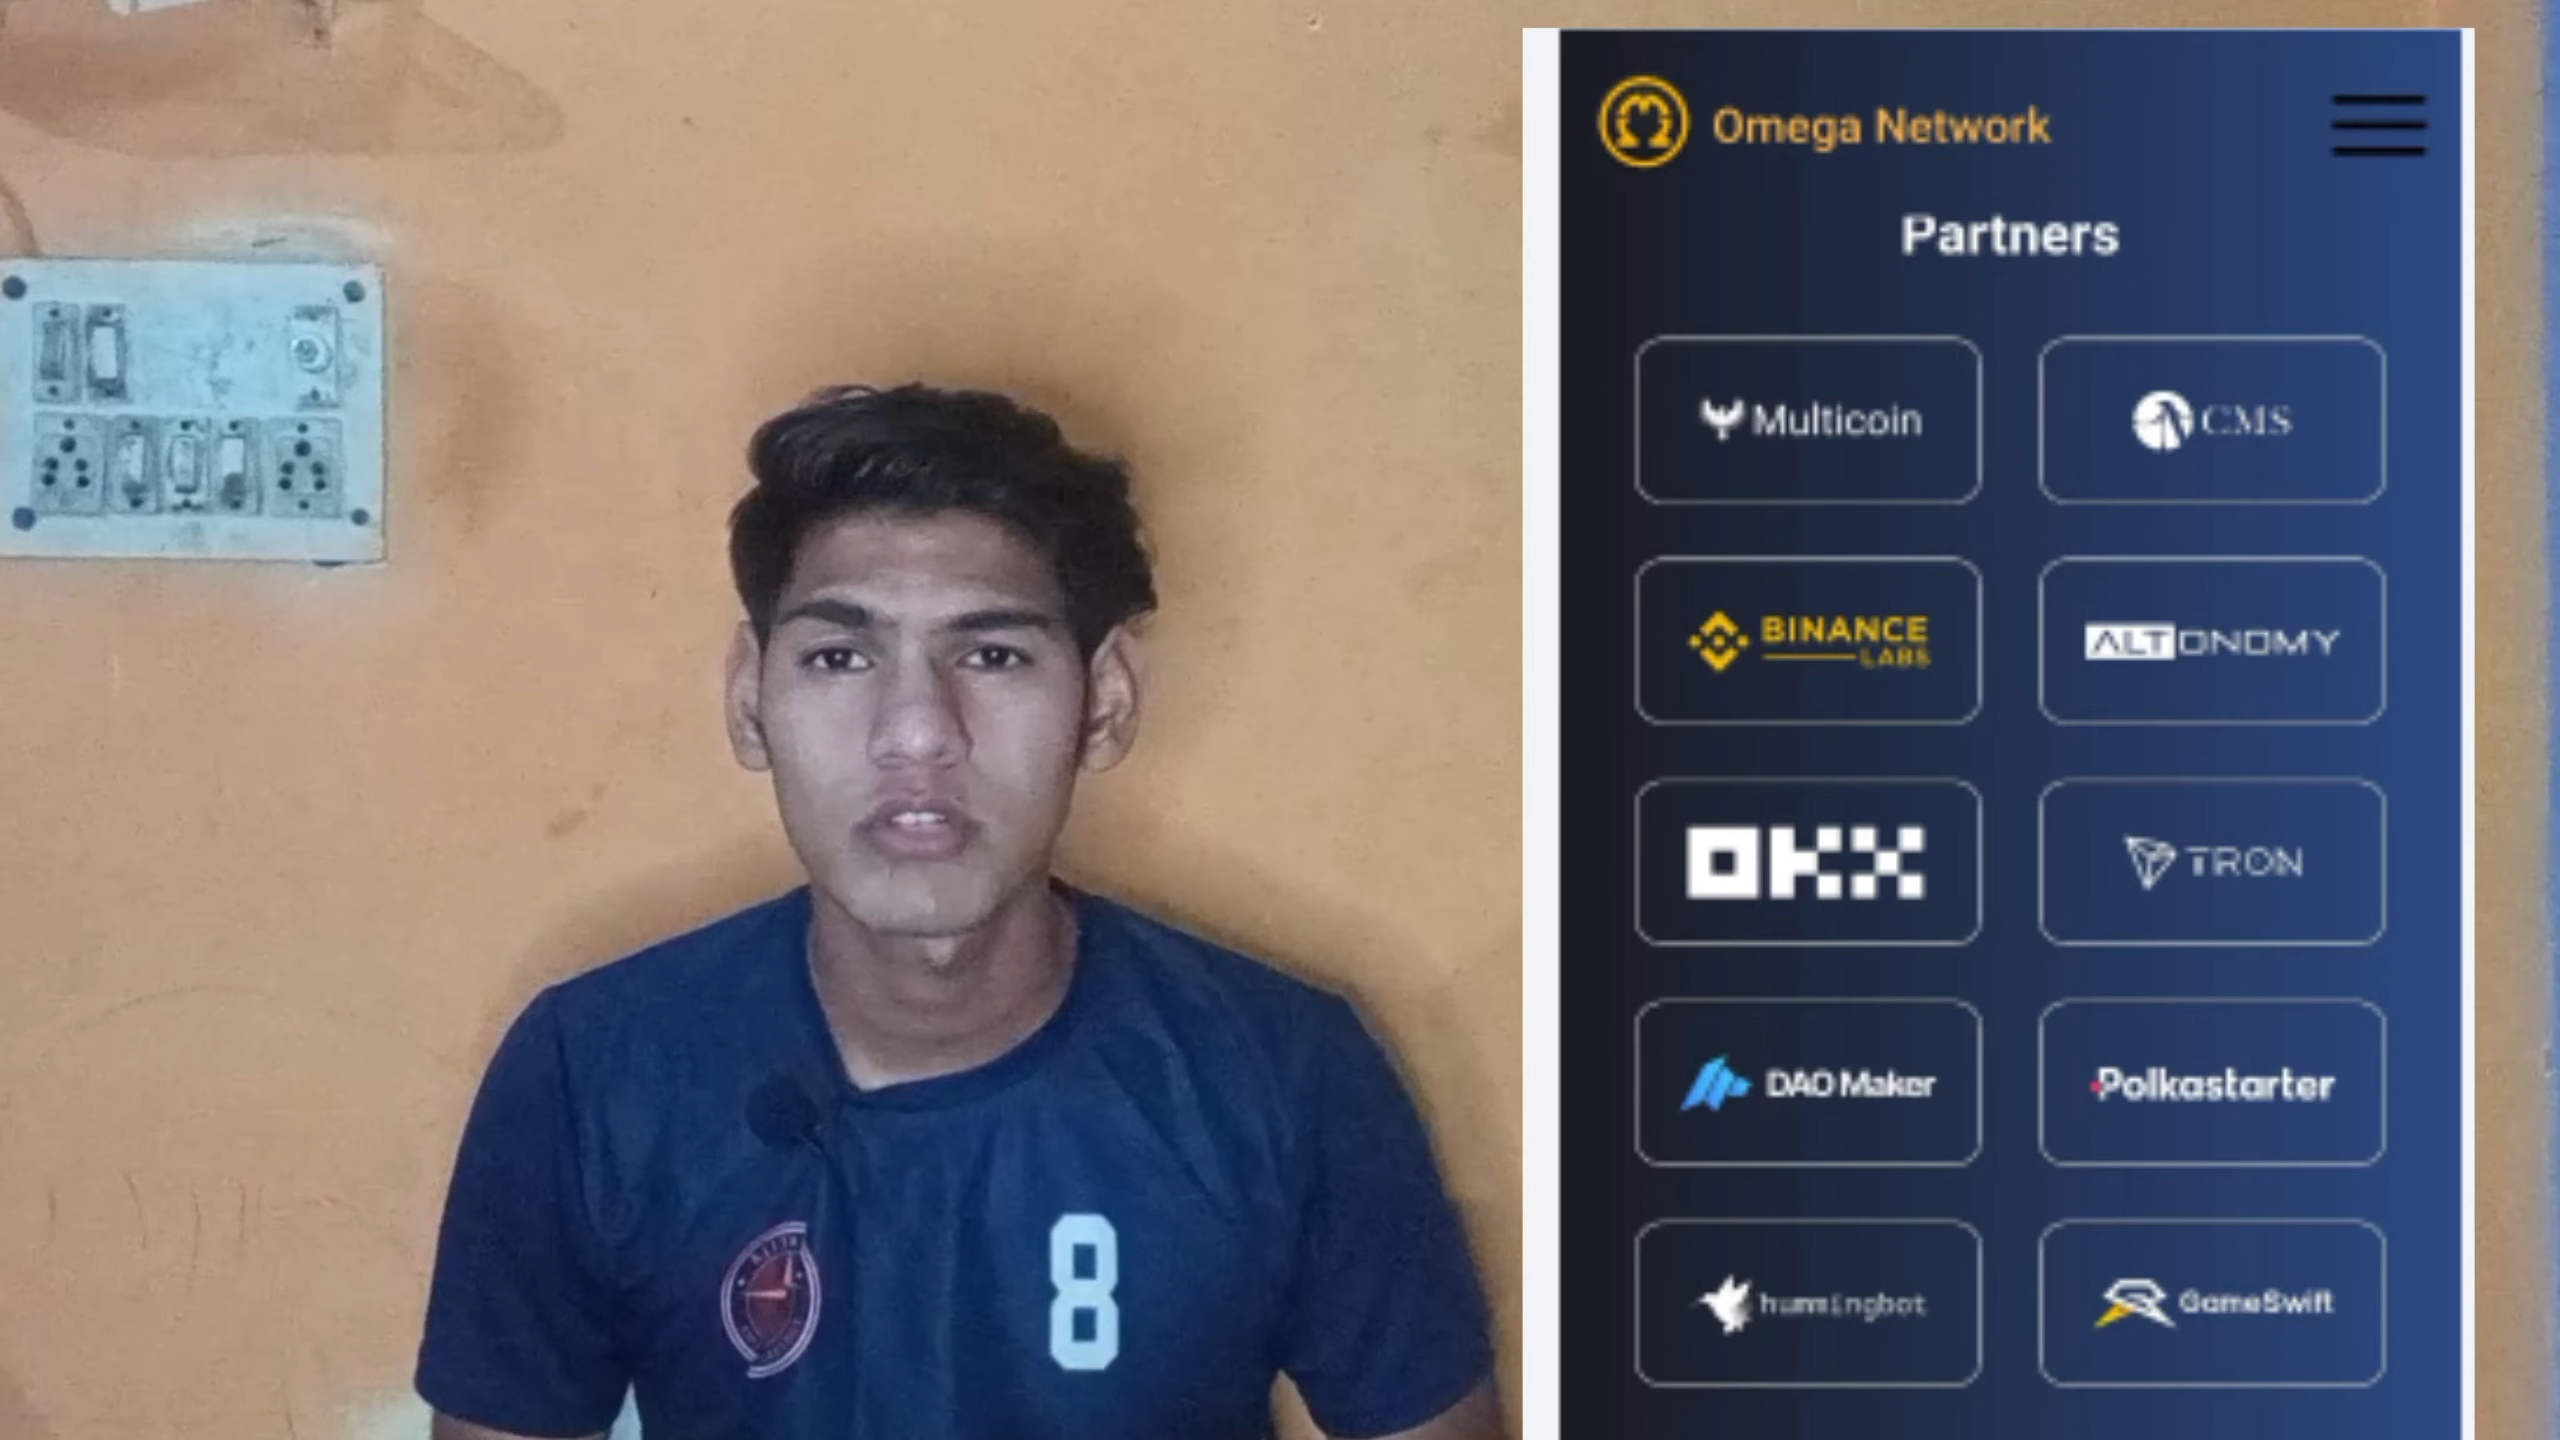 Omega Network
Partners
Multicoin
CMS
BINANCE
LABS
ALTONOMY
OKX
TRON
DAO Maker
Polkastarter
hummingbot
GameSwift
8